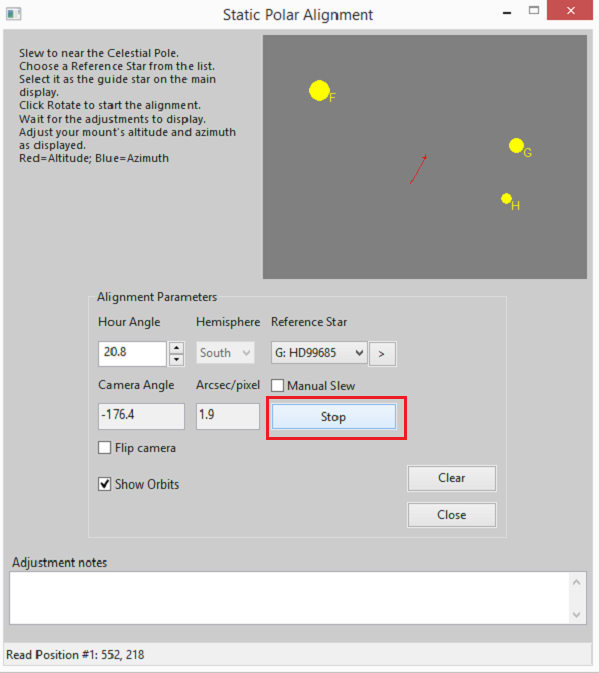 Static Polar Alignment
Slew to near the Celestial Pole.
Choose a Reference Star from the list.
Select it as the guide star on the main
display.
Click Rotate to start the alignment.
Wait for the adjustments to display.
Adjust your mount's altitude and azimuth
as displayed.
Red=Altitude; Blue=Azimuth
F
G
H
Alignment Parameters
Hour Angle Hemisphere Reference Star
20.8 South G: HD99685 >
Camera Angle Arcsec/pixel Manual Slew
-176.4 1.9 Stop
Flip camera
Show Orbits Clear
Close
Adjustment notes
Read Position #1: 552, 218